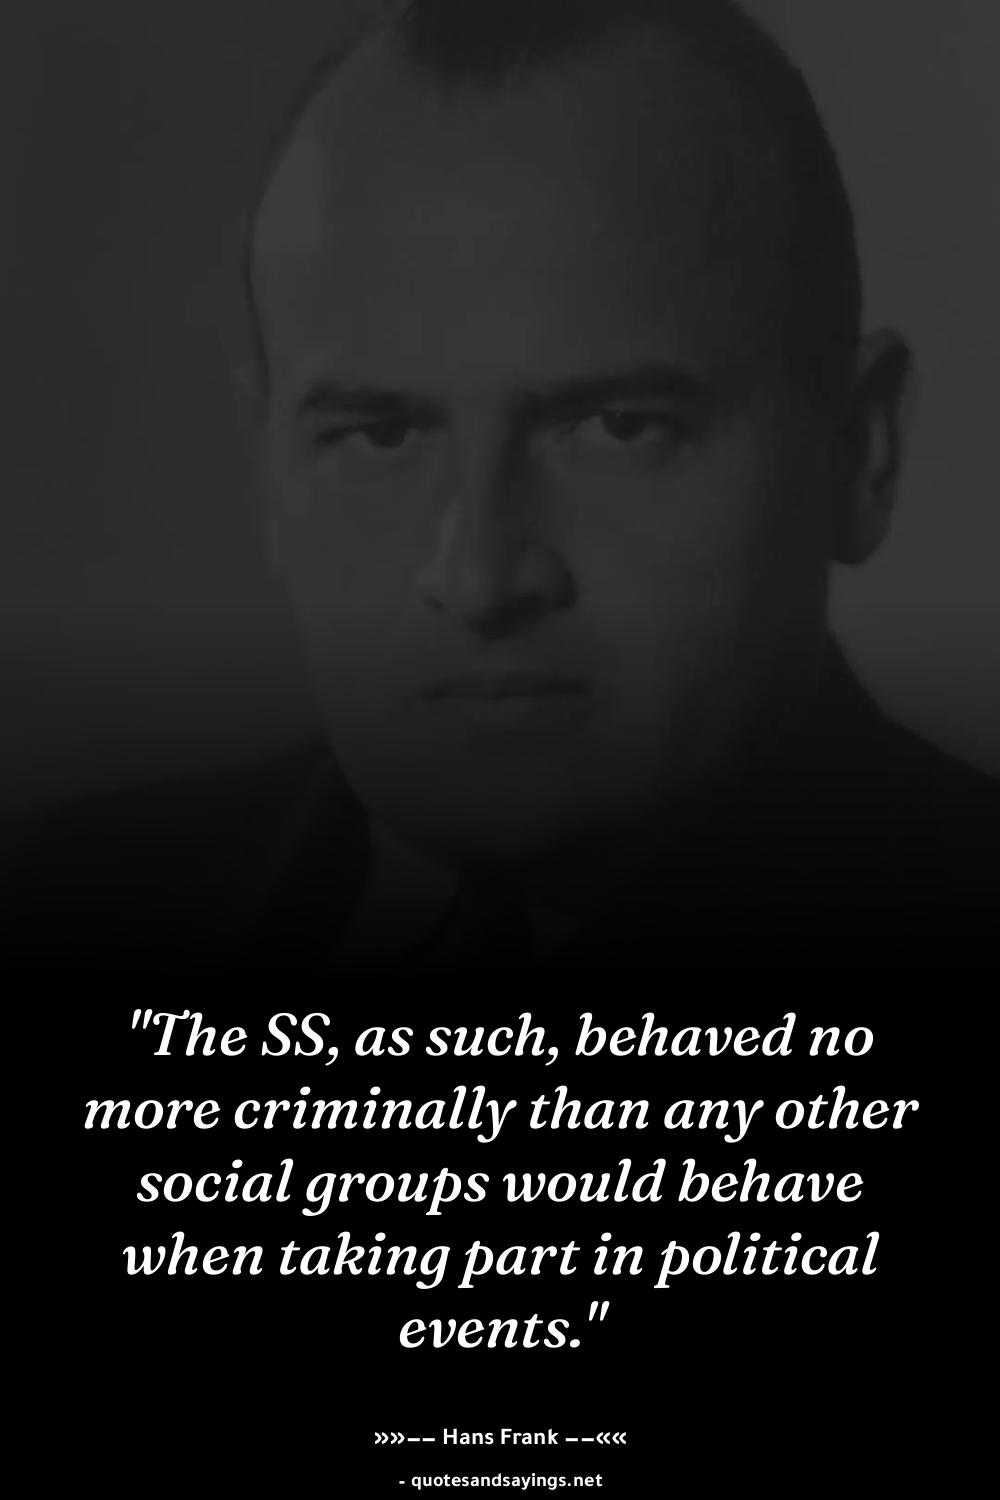 "The SS, as such, behaved no
more criminally than any other
social groups would behave
when taking part in political
events."
»»−− Hans Frank −−««
- quotesandsayings.net